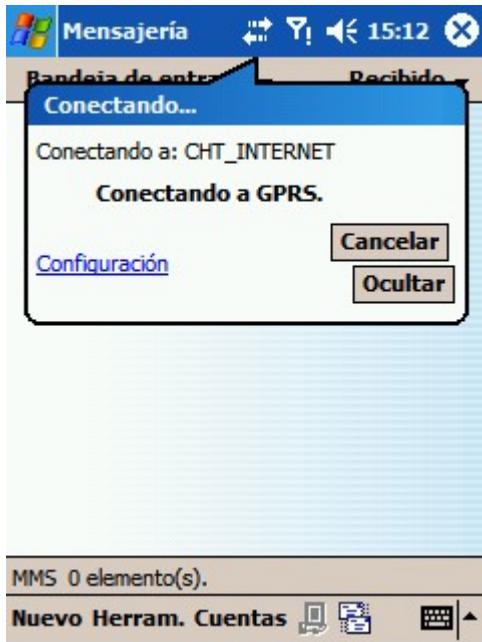 Mensajería 15:12
Bandeja de entra Recibido
Conectando...
Conectando a: CHT_INTERNET
Conectando a GPRS.
Cancelar
Configuración
Ocultar
MMS 0 elemento(s).
Nuevo Herram. Cuentas